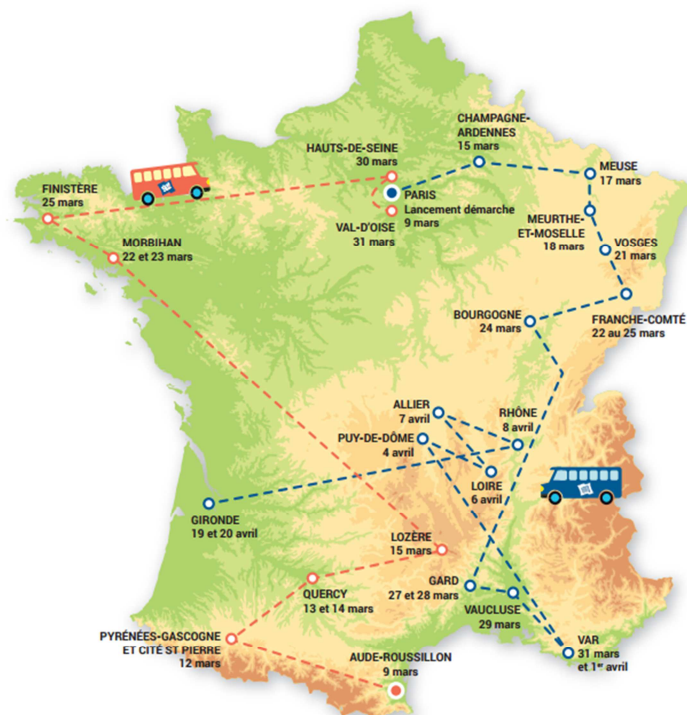 CHAMPAGNE-
ARDENNES
15 mars
HAUTS-DE-SEINE
30 mars
MEUSE
17 mars
FINISTÈRE
25 mars
PARIS
Lancement démarche
9 mars
VAL-D'OISE
31 mars
MEURTHE-
ET-MOSELLE
18 mars
MORBIHAN
22 et 23 mars
VOSGES
21 mars
BOURGOGNE
24 mars
FRANCHE-COMTÉ
22 au 25 mars
ALLIER
7 avril
RHÔNE
8 avril
PUY-DE-DÔME
4 avril
LOIRE
6 avril
GIRONDE
19 et 20 avril
LOZÈRE
15 mars
GARD
27 et 28 mars
QUERCY
13 et 14 mars
VAUCLUSE
29 mars
PYRÉNÉES-GASCOGNE
ET CITÉ ST PIERRE
12 mars
VAR
31 mars
et 1er avril
AUDE-ROUSSILLON
9 mars